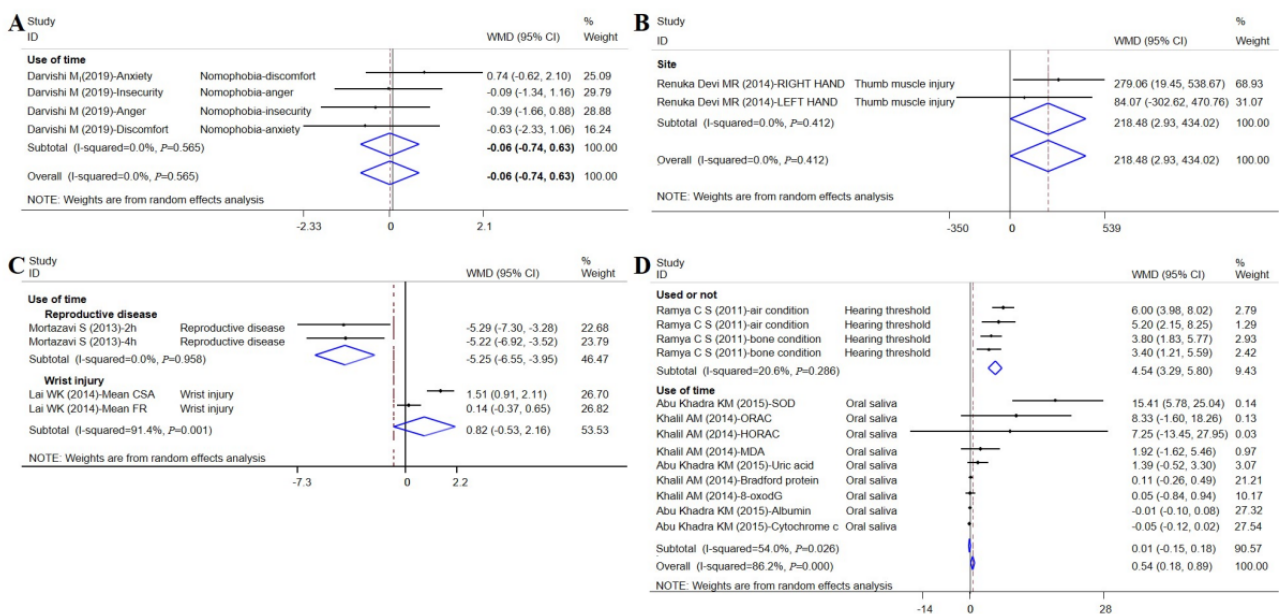 A
Study
ID WMD (95% CI) % Weight
Use of time
Darvishi M (2019)-Anxiety Nomophobia-discomfort 0.74 (-0.62, 2.10) 25.09
Darvishi M (2019)-Insecurity Nomophobia-anger -0.09 (-1.34, 1.16) 29.79
Darvishi M (2019)-Anger Nomophobia-insecurity -0.39 (-1.66, 0.88) 28.88
Darvishi M (2019)-Discomfort Nomophobia-anxiety -0.63 (-2.33, 1.06) 16.24
Subtotal (I-squared=0.0%, P=0.565) -0.06 (-0.74, 0.63) 100.00
Overall (I-squared=0.0%, P=0.565) -0.06 (-0.74, 0.63) 100.00
NOTE: Weights are from random effects analysis
-2.33 0 2.1
B
Study
ID WMD (95% CI) % Weight
Site
Renuka Devi MR (2014)-RIGHT HAND Thumb muscle injury 279.06 (19.45, 538.67) 68.93
Renuka Devi MR (2014)-LEFT HAND Thumb muscle injury 84.07 (-302.62, 470.76) 31.07
Subtotal (I-squared=0.0%, P=0.412) 218.48 (2.93, 434.02) 100.00
Overall (I-squared=0.0%, P=0.412) 218.48 (2.93, 434.02) 100.00
NOTE: Weights are from random effects analysis
-350 0 539
C
Study
ID WMD (95% CI) % Weight
Use of time
Reproductive disease
Mortazavi S (2013)-2h Reproductive disease -5.29 (-7.30, -3.28) 22.68
Mortazavi S (2013)-4h Reproductive disease -5.22 (-6.92, -3.52) 23.79
Subtotal (I-squared=0.0%, P=0.958) -5.25 (-6.55, -3.95) 46.47
Wrist injury
Lai WK (2014)-Mean CSA Wrist injury 1.51 (0.91, 2.11) 26.70
Lai WK (2014)-Mean FR Wrist injury 0.14 (-0.37, 0.65) 26.82
Subtotal (I-squared=91.4%, P=0.001) 0.82 (-0.53, 2.16) 53.53
NOTE: Weights are from random effects analysis
-7.3 0 2.2
D
Study
ID WMD (95% CI) % Weight
Used or not
Ramya C S (2011)-air condition Hearing threshold 6.00 (3.98, 8.02) 2.79
Ramya C S (2011)-air condition Hearing threshold 5.20 (2.15, 8.25) 1.29
Ramya C S (2011)-bone condition Hearing threshold 3.80 (1.83, 5.77) 2.93
Ramya C S (2011)-bone condition Hearing threshold 3.40 (1.21, 5.59) 2.42
Subtotal (I-squared=20.6%, P=0.286) 4.54 (3.29, 5.80) 9.43
Use of time
Abu Khadra KM (2015)-SOD Oral saliva 15.41 (5.78, 25.04) 0.14
Khalil AM (2014)-ORAC Oral saliva 8.33 (-1.60, 18.26) 0.13
Khalil AM (2014)-HORAC Oral saliva 7.25 (-13.45, 27.95) 0.03
Khalil AM (2014)-MDA Oral saliva 1.92 (-1.62, 5.46) 0.97
Abu Khadra KM (2015)-Uric acid Oral saliva 1.39 (-0.52, 3.30) 3.07
Khalil AM (2014)-Bradford protein Oral saliva 0.11 (-0.26, 0.49) 21.21
Khalil AM (2014)-8-oxodG Oral saliva 0.05 (-0.84, 0.94) 10.17
Abu Khadra KM (2015)-Albumin Oral saliva -0.01 (-0.10, 0.08) 27.32
Abu Khadra KM (2015)-Cytochrome c Oral saliva -0.05 (-0.12, 0.02) 27.54
Subtotal (I-squared=54.0%, P=0.026) 0.01 (-0.15, 0.18) 90.57
Overall (I-squared=86.2%, P=0.000) 0.54 (0.18, 0.89) 100.00
NOTE: Weights are from random effects analysis
-14 0 28